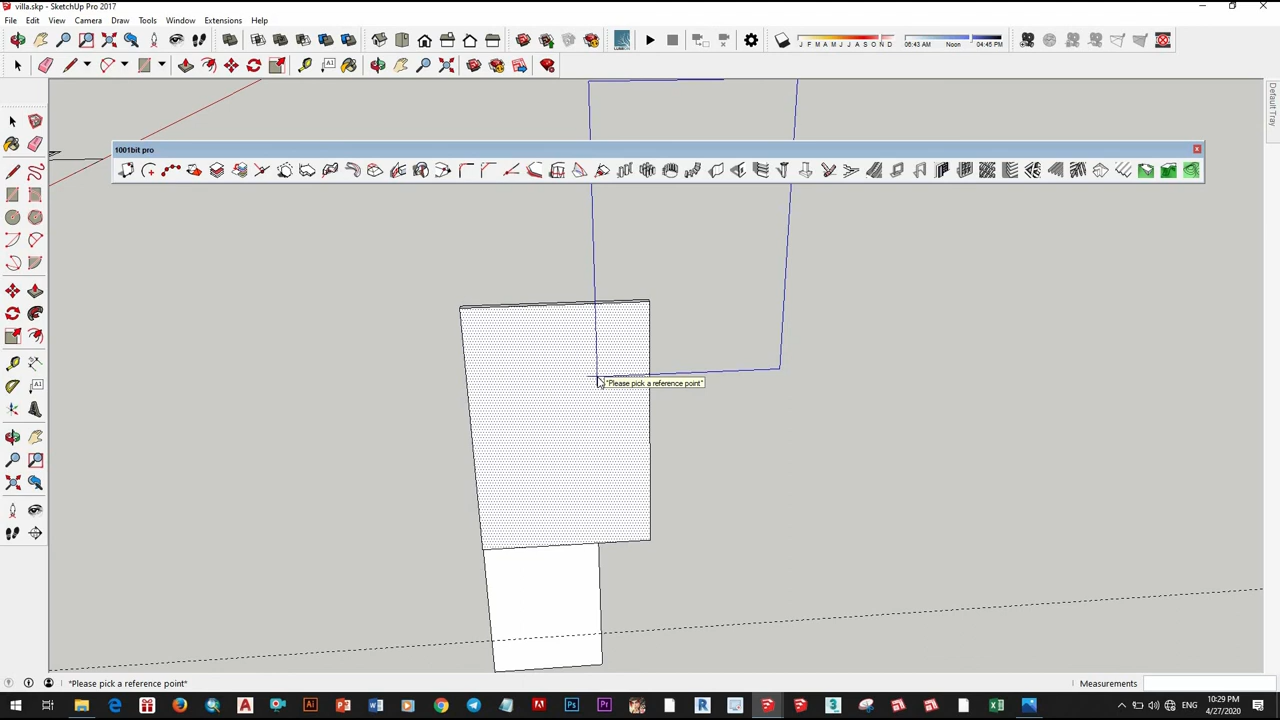 villa.skp - SketchUp Pro 2017
File Edit View Camera Draw Tools Window Extensions Help
J F M A M J J A S O N D
06:43 AM Noon 04:45 PM
Default Tray
1001bit pro
"Please pick a reference point"
"Please pick a reference point"
Measurements
10:29 PM
ENG
4/27/2020